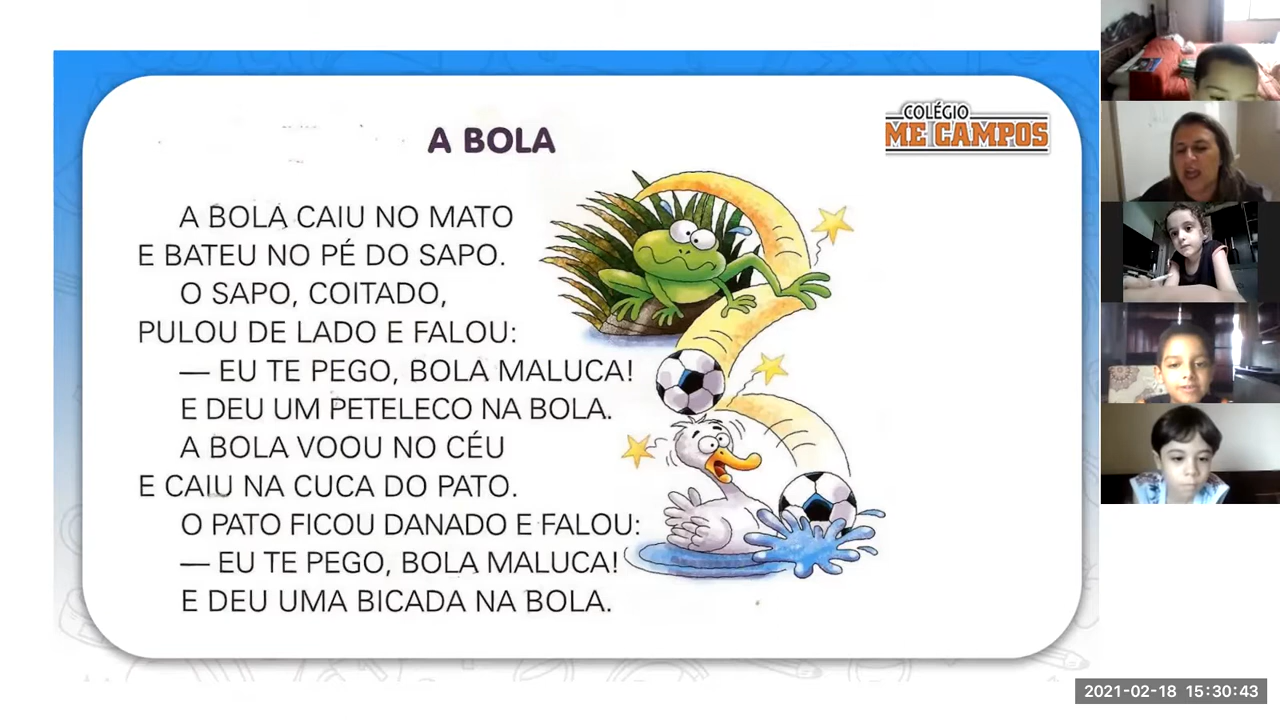 COLÉGIO
ME CAMPOS
A BOLA
A BOLA CAIU NO MATO
E BATEU NO PÉ DO SAPO.
O SAPO, COITADO,
PULOU DE LADO E FALOU:
— EU TE PEGO, BOLA MALUCA!
E DEU UM PETELECO NA BOLA.
A BOLA VOOU NO CÉU
E CAIU NA CUCA DO PATO.
O PATO FICOU DANADO E FALOU:
— EU TE PEGO, BOLA MALUCA!
E DEU UMA BICADA NA BOLA.
2021-02-18 15:30:43